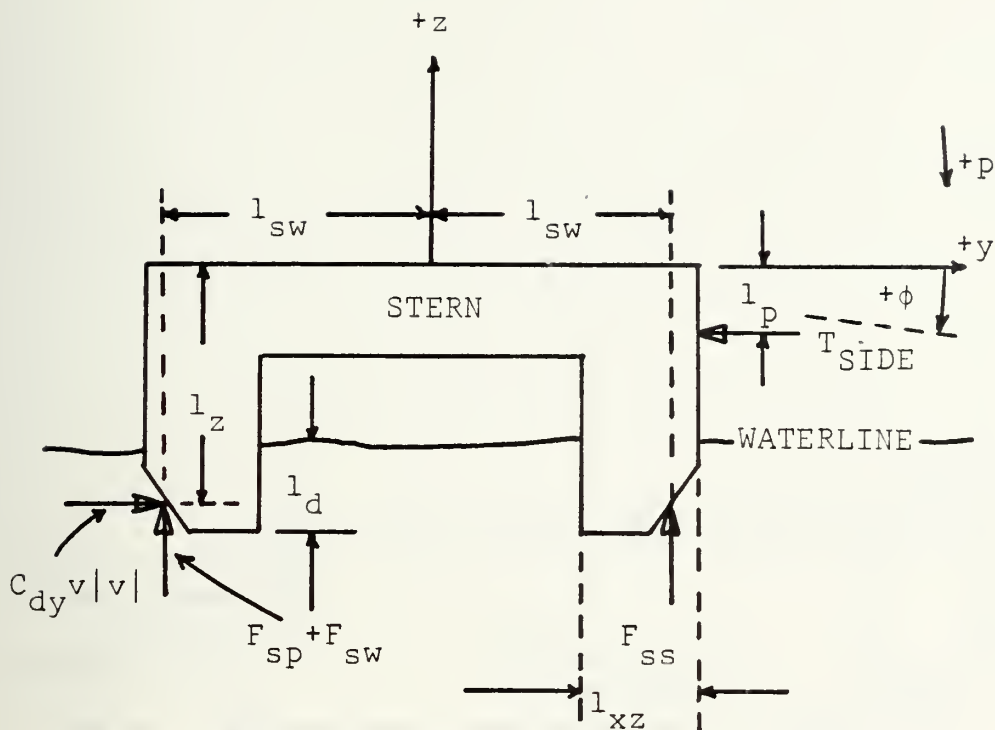 +z
+p
l_sw
l_sw
+y
STERN
l_p
+ϕ
T_SIDE
l_z
WATERLINE
l_d
C_dy v|v|
F_sp+F_sw
F_ss
l_xz